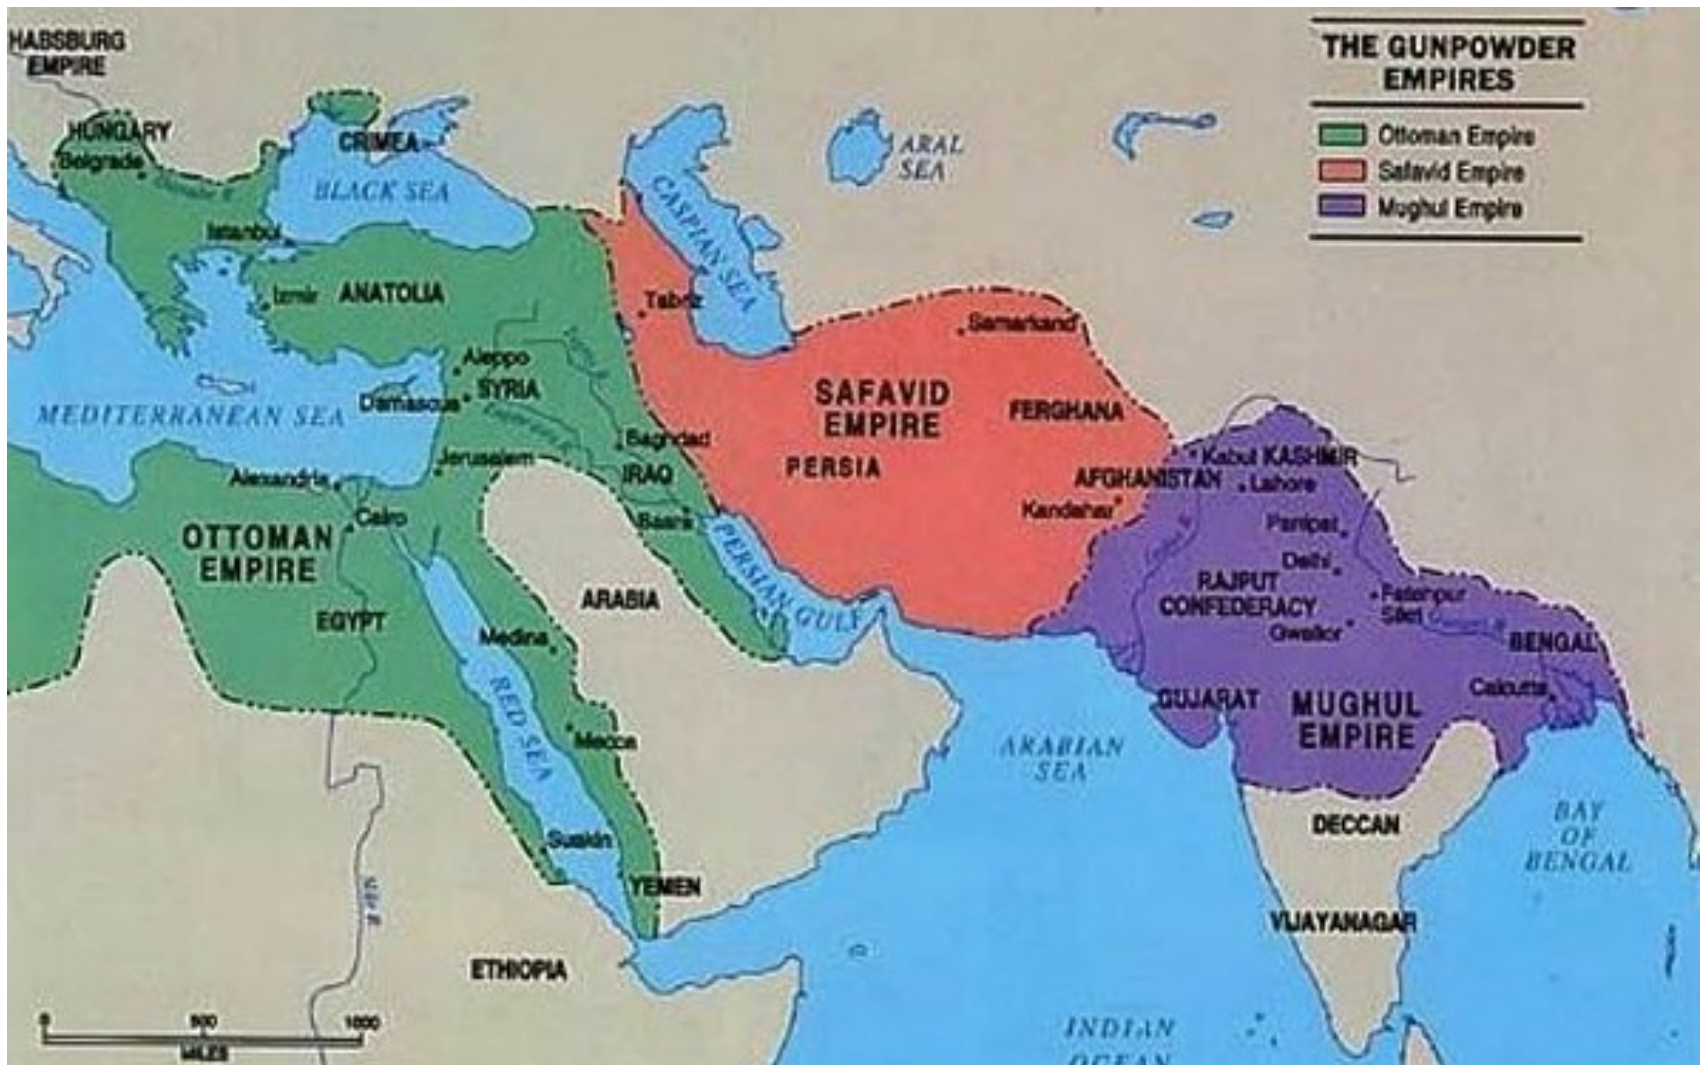 HABSBURG
EMPIRE
THE GUNPOWDER
EMPIRES
Ottoman Empire
Safavid Empire
Mughul Empire
HUNGARY
Belgrade
Danube R
CRIMEA
BLACK SEA
ARAL
SEA
CASPIAN SEA
Istanbul
Izmir
ANATOLIA
Tabriz
Samarkand
Aleppo
SYRIA
Damascus
MEDITERRANEAN SEA
SAFAVID
EMPIRE
PERSIA
FERGHANA
Baghdad
IRAQ
Jerusalem
Alexandria
Cairo
Basra
AFGHANISTAN
Kandahar
Kabul
KASHMIR
Lahore
Panipat
Delhi
OTTOMAN
EMPIRE
EGYPT
ARABIA
PERSIAN GULF
RAJPUT
CONFEDERACY
Fatehpur
Sikri
Gwalior
BENGAL
Medina
RED SEA
Mecca
GUJARAT
MUGHUL
EMPIRE
Calcutta
ARABIAN
SEA
Suakin
YEMEN
DECCAN
BAY
OF
BENGAL
VIJAYANAGAR
ETHIOPIA
0 500 1000
MILES
INDIAN
OCEAN